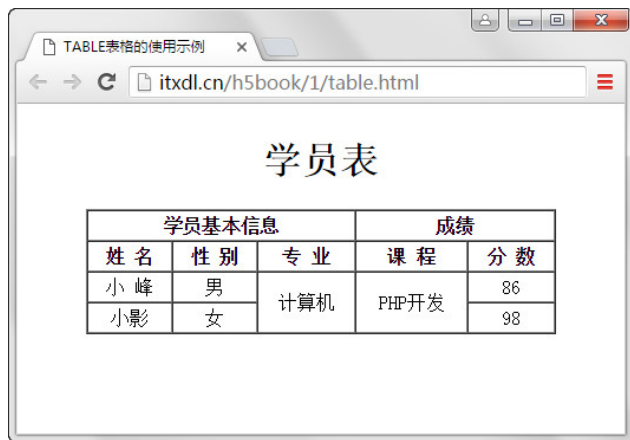 TABLE表格的使用示例
itxdl.cn/h5book/1/table.html
学员表
学员基本信息 成绩
姓 名 性 别 专 业 课 程 分 数
小 峰 男 计算机 PHP开发 86
小影 女 98